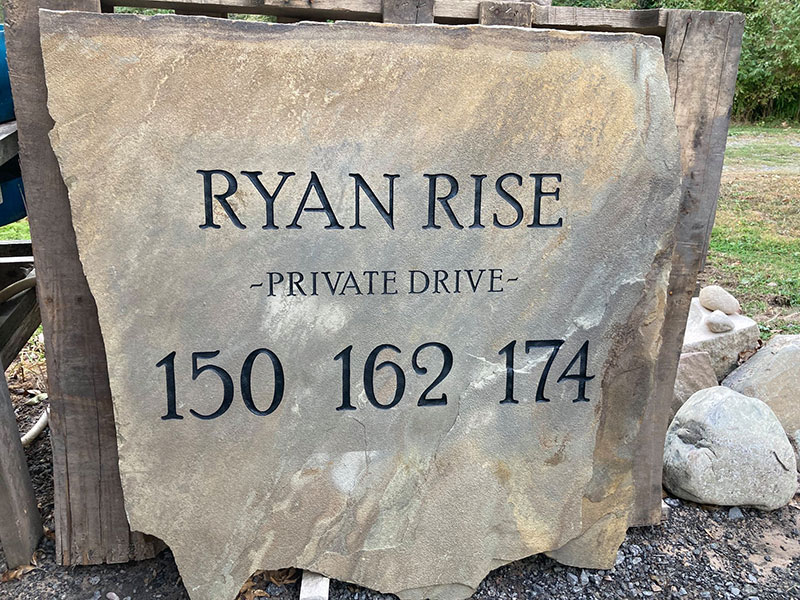 RYAN RISE
~PRIVATE DRIVE~
150 162 174